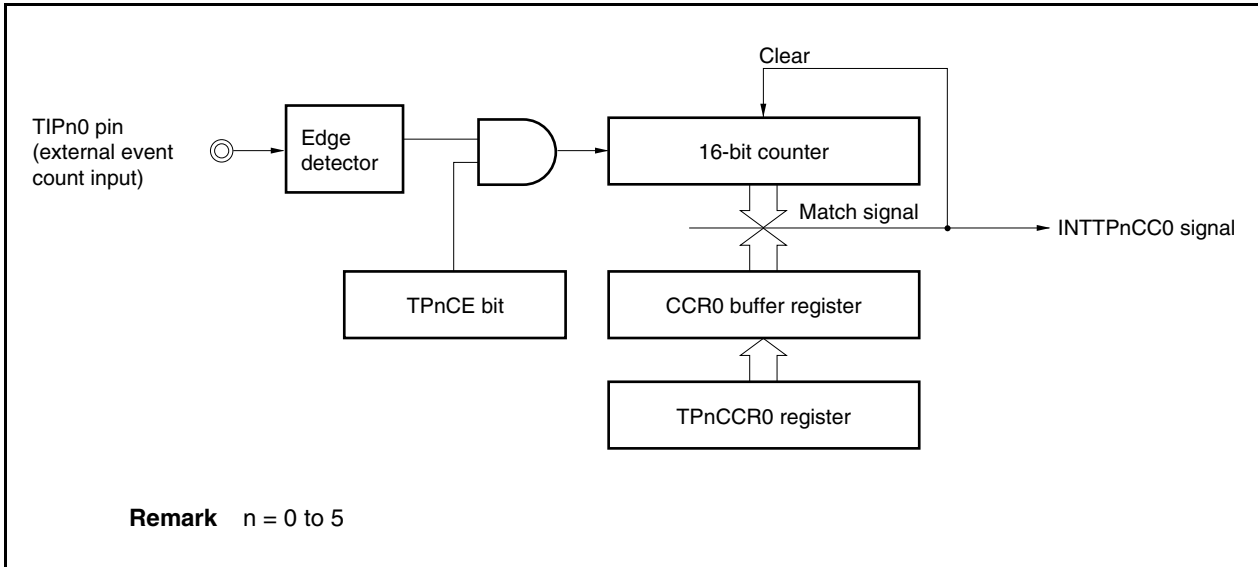 Clear
TIPn0 pin
(external event
count input)
Edge
detector
16-bit counter
Match signal
INTTPnCC0 signal
TPnCE bit
CCR0 buffer register
TPnCCR0 register
Remark n = 0 to 5